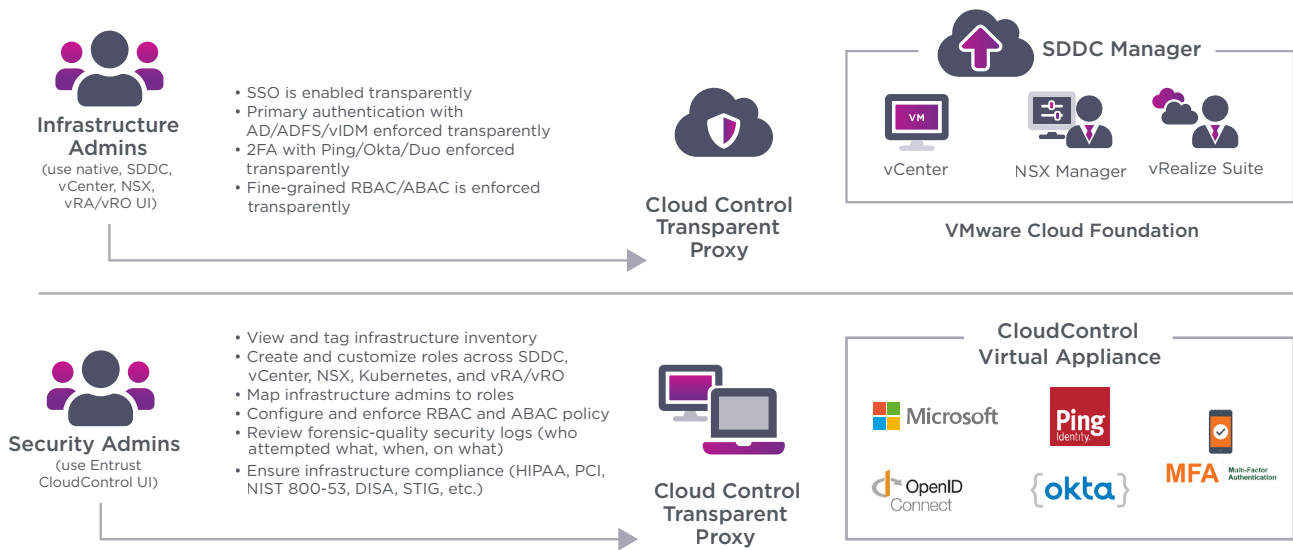 Infrastructure
Admins
(use native, SDDC,
vCenter, NSX,
vRA/vRO UI)
• SSO is enabled transparently
• Primary authentication with
AD/ADFS/vIDM enforced transparently
• 2FA with Ping/Okta/Duo enforced
transparently
• Fine-grained RBAC/ABAC is enforced
transparently
Cloud Control
Transparent
Proxy
SDDC Manager
VM
vCenter
NSX Manager
vRealize Suite
VMware Cloud Foundation
Security Admins
(use Entrust
CloudControl UI)
• View and tag infrastructure inventory
• Create and customize roles across SDDC,
vCenter, NSX, Kubernetes, and vRA/vRO
• Map infrastructure admins to roles
• Configure and enforce RBAC and ABAC policy
• Review forensic-quality security logs (who
attempted what, when, on what)
• Ensure infrastructure compliance (HIPAA, PCI,
NIST 800-53, DISA, STIG, etc.)
Cloud Control
Transparent
Proxy
CloudControl
Virtual Appliance
Microsoft
Ping
Identity.
OpenID
Connect
{okta}
MFA
Multi-Factor
Authentication